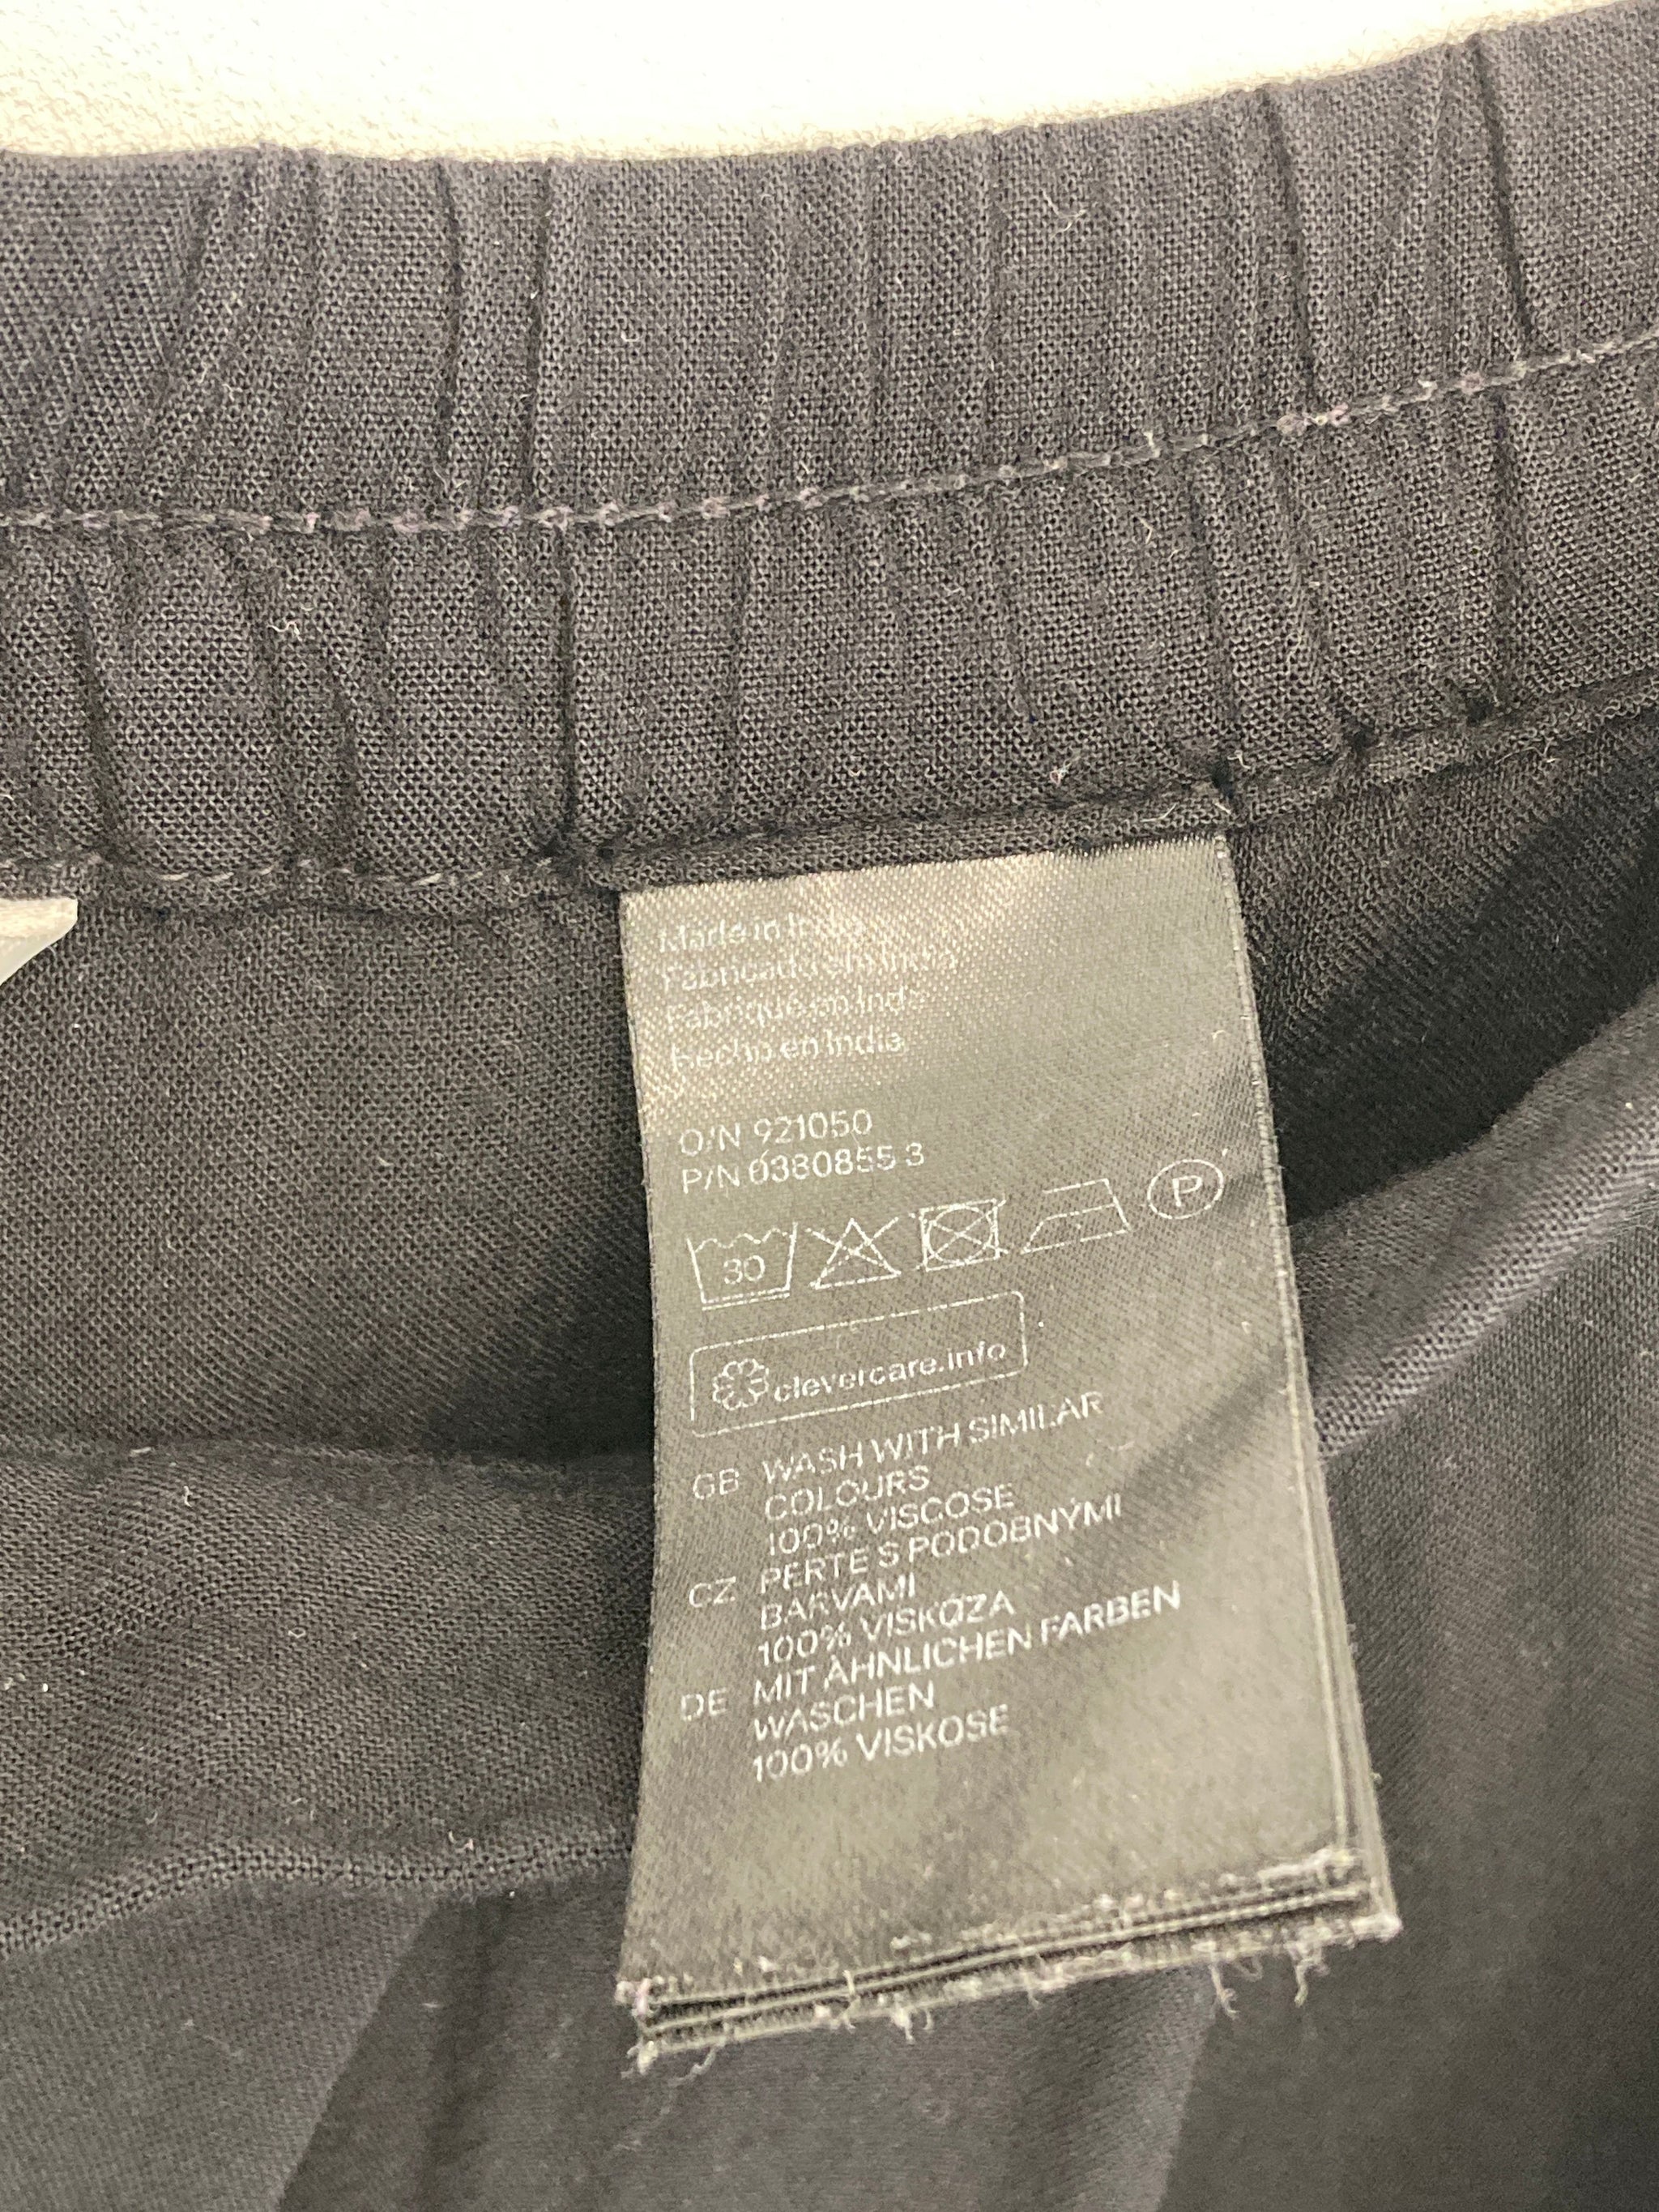 Made in India
Fabricado em India
Fabriqué en Inde
Hecho en India
O/N 921050
P/N 0380855 3
30
P
clevercare.info
GB WASH WITH SIMILAR
COLOURS
100% VISCOSE
CZ PERTE S PODOBNÝMI
BARVAMI
100% VISKÓZA
DE MIT ÄHNLICHEN FARBEN
WASCHEN
100% VISKOSE